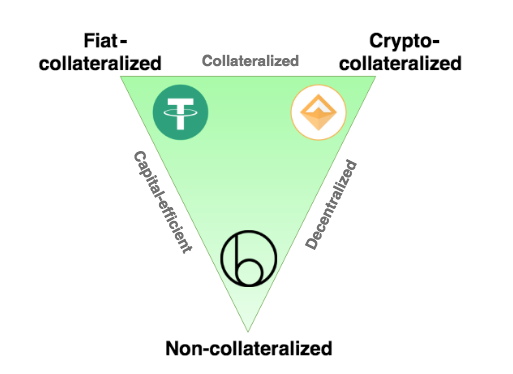 Fiat-
collateralized
Collateralized
Crypto-
collateralized
Capital-efficient
Decentralized
Non-collateralized